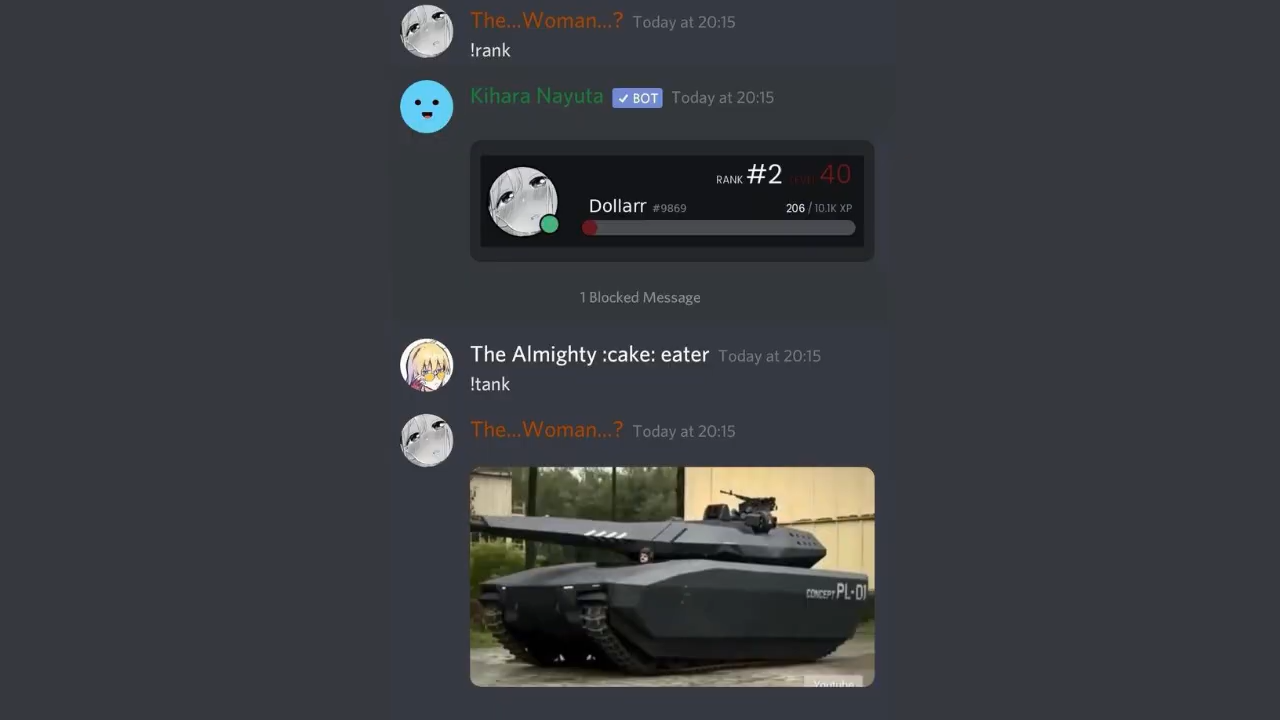 The...Woman...? Today at 20:15
!rank
Kihara Nayuta ✓ BOT Today at 20:15
RANK #2 LEVEL 40
Dollarr #9869 206 / 10.1K XP
1 Blocked Message
The Almighty :cake: eater Today at 20:15
!tank
The...Woman...? Today at 20:15
CONCEPT PL-01
Youtube